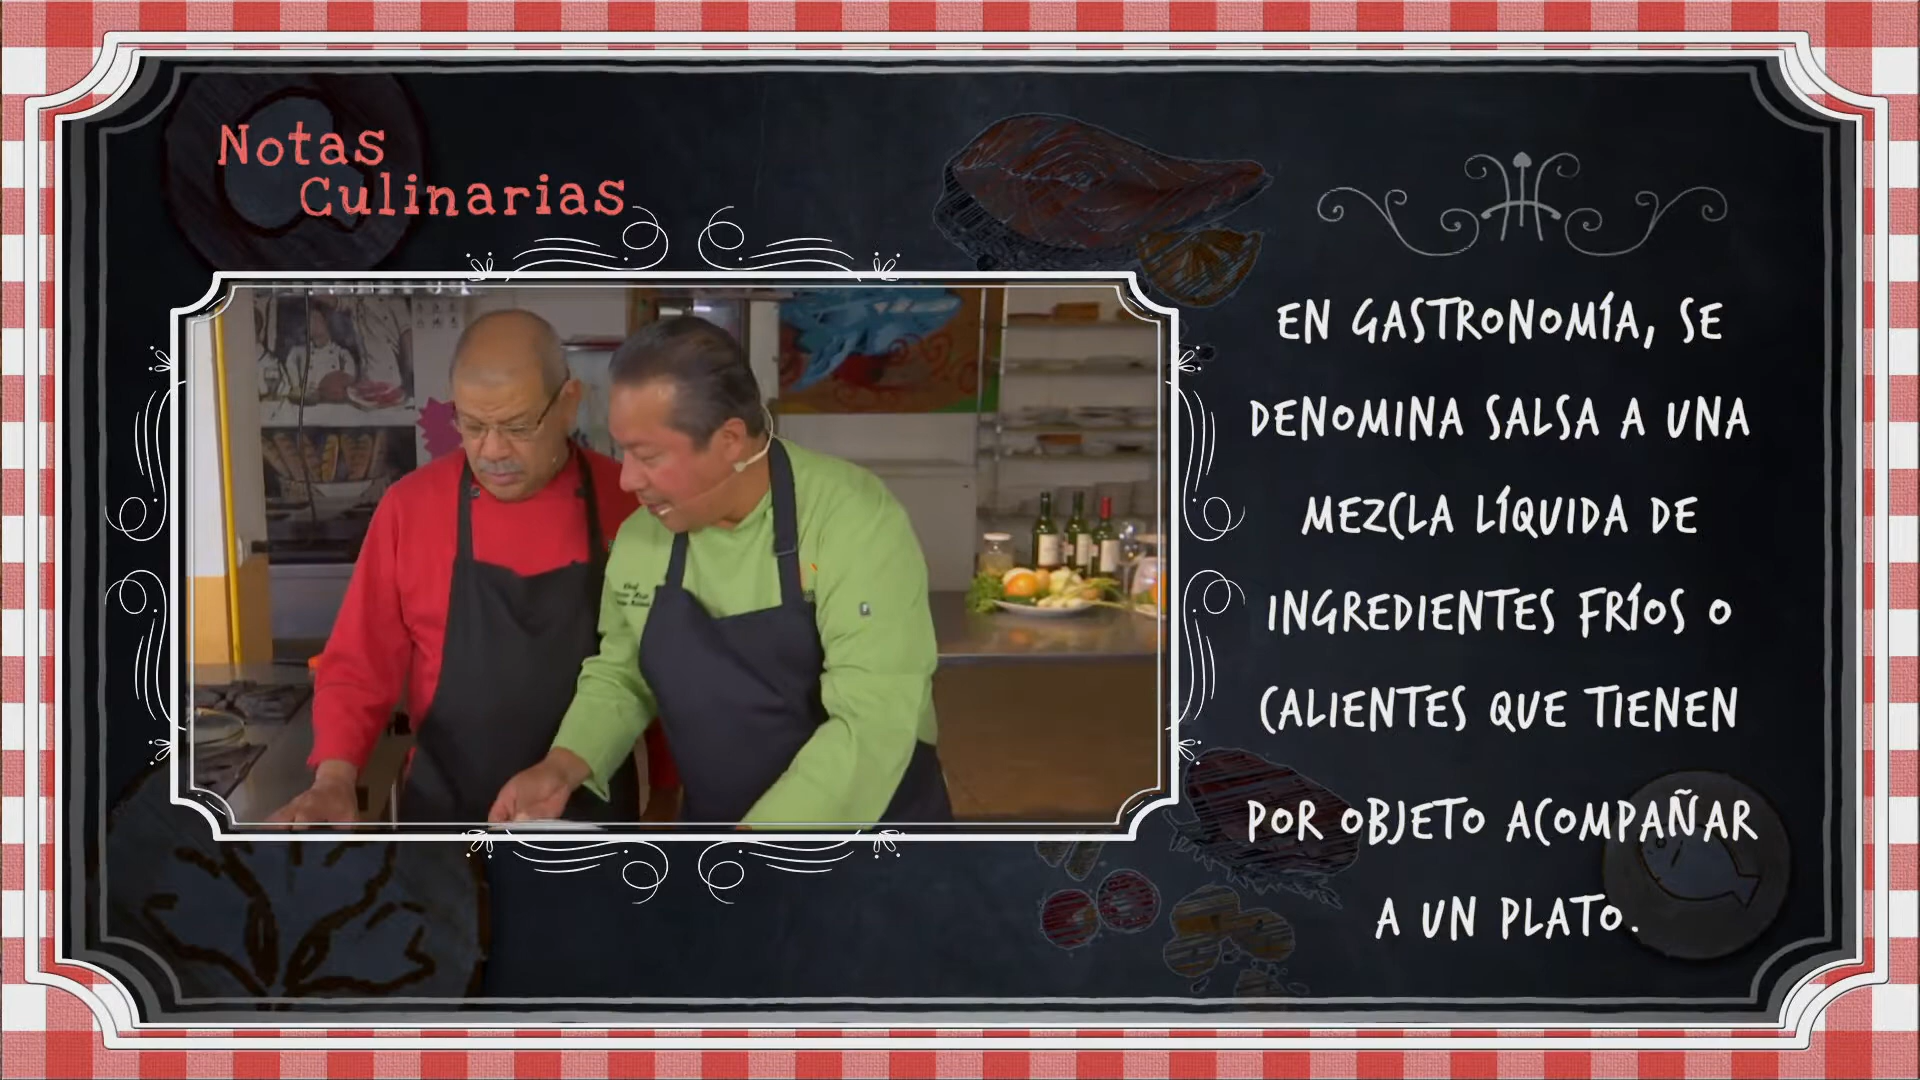 Notas
Culinarias
EN GASTRONOMÍA, SE
DENOMINA SALSA A UNA
MEZCLA LÍQUIDA DE
INGREDIENTES FRÍOS O
CALIENTES QUE TIENEN
POR OBJETO ACOMPAÑAR
A UN PLATO.